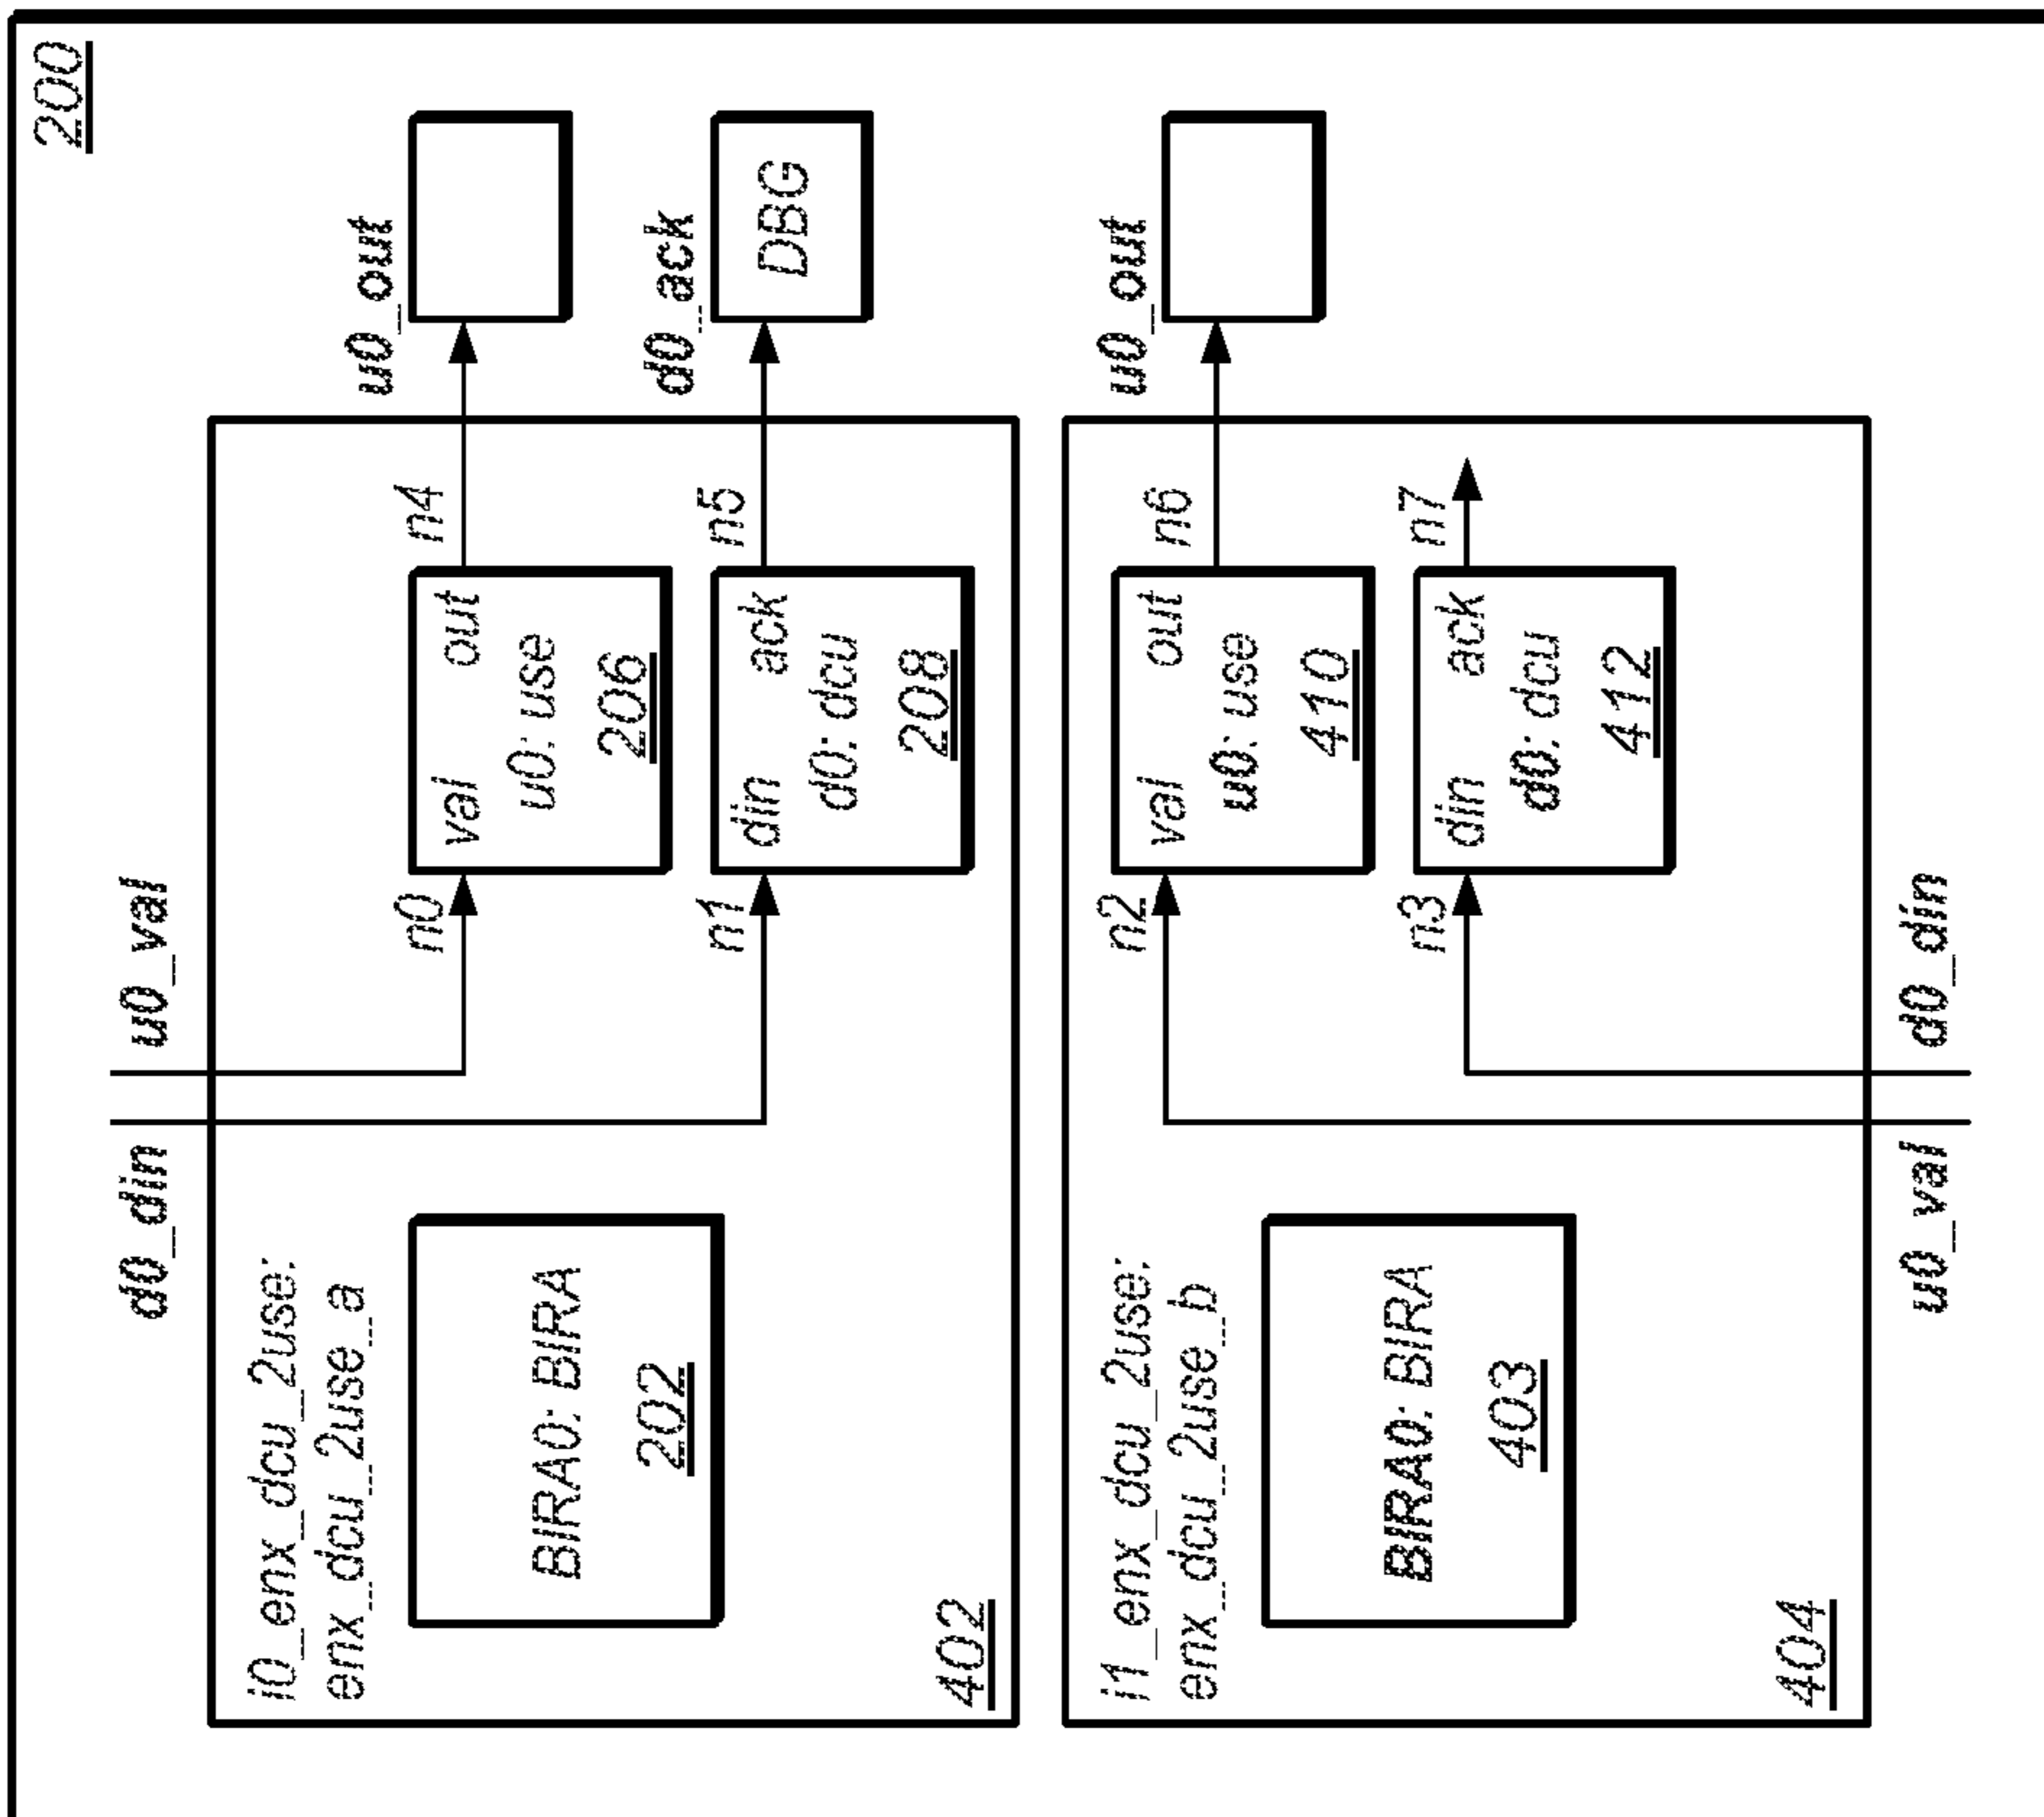 200
d0_din
u0_val
i0_enx_dcu_2user:
enx_dcu_2use_a
BIRA0: BIRA
202
402
n0
val
out
u0: use
206
n4
u0_out
n1
din
ack
d0: dcu
208
n5
d0_ack
DBG
i1_enx_dcu_2user:
enx_dcu_2use_b
BIRA0: BIRA
403
404
n2
val
out
u0: use
410
n6
u0_out
n3
din
ack
d0: dcu
412
n7
u0_val
d0_din